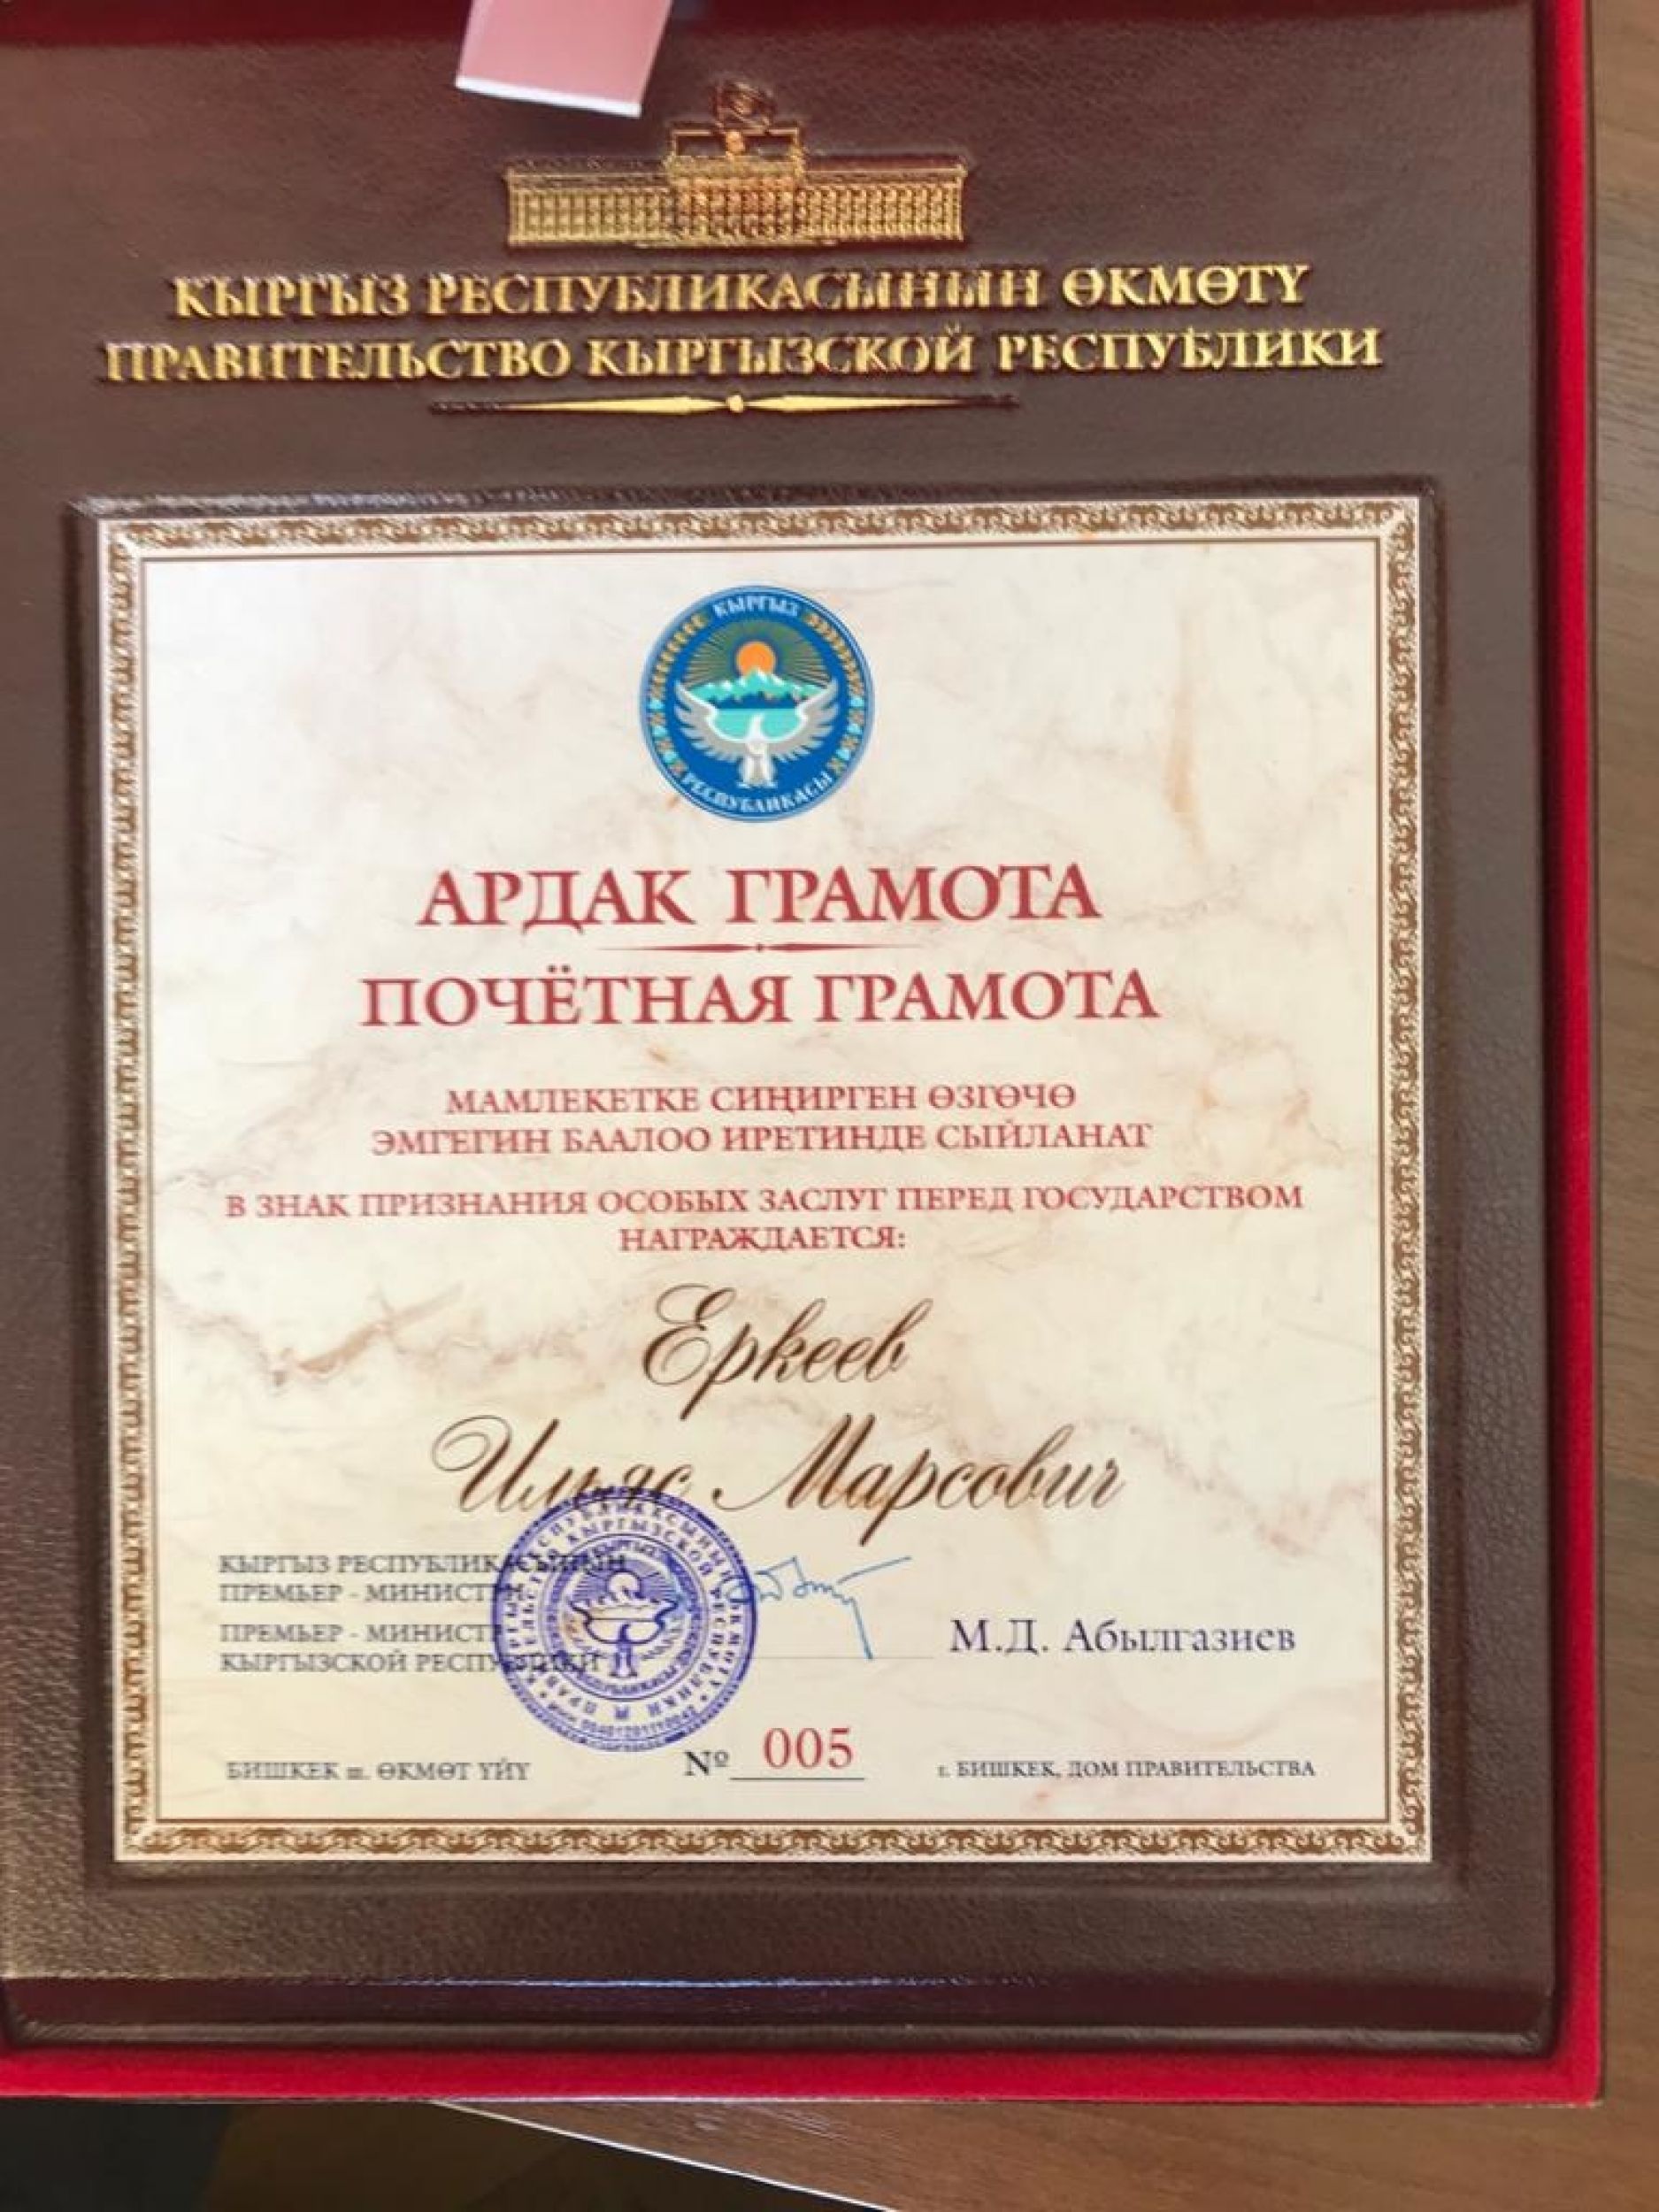 КЫРГЫЗ РЕСПУБЛИКАСЫНЫН ӨКМӨТҮ
ПРАВИТЕЛЬСТВО КЫРГЫЗСКОЙ РЕСПУБЛИКИ
КЫРГЫЗ
РЕСПУБЛИКАСЫ
АРДАК ГРАМОТА
ПОЧЁТНАЯ ГРАМОТА
МАМЛЕКЕТКЕ СИҢИРГЕН ӨЗГӨЧӨ
ЭМГЕГИН БААЛОО ИРЕТИНДЕ СЫЙЛАНАТ
В ЗНАК ПРИЗНАНИЯ ОСОБЫХ ЗАСЛУГ ПЕРЕД ГОСУДАРСТВОМ
НАГРАЖДАЕТСЯ:
Еркеев
Ильяс Марсович
КЫРГЫЗ РЕСПУБЛИКАСЫНЫН
ПРЕМЬЕР - МИНИСТРИ
ПРЕМЬЕР - МИНИСТР
КЫРГЫЗСКОЙ РЕСПУБЛИКИ
М.Д. Абылгазиев
БИШКЕК ш. ӨКМӨТ ҮЙҮ
№ 005
г. БИШКЕК, ДОМ ПРАВИТЕЛЬСТВА